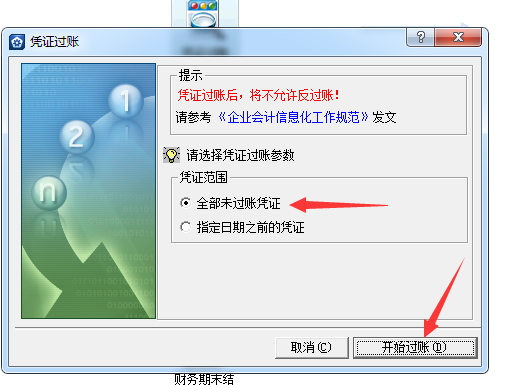 凭证过账
提示
凭证过账后，将不允许反过账！
请参考《企业会计信息化工作规范》发文
请选择凭证过账参数
凭证范围
全部未过账凭证
指定日期之前的凭证
1
2
n
取消(C)
开始过账(I)
财务期末结